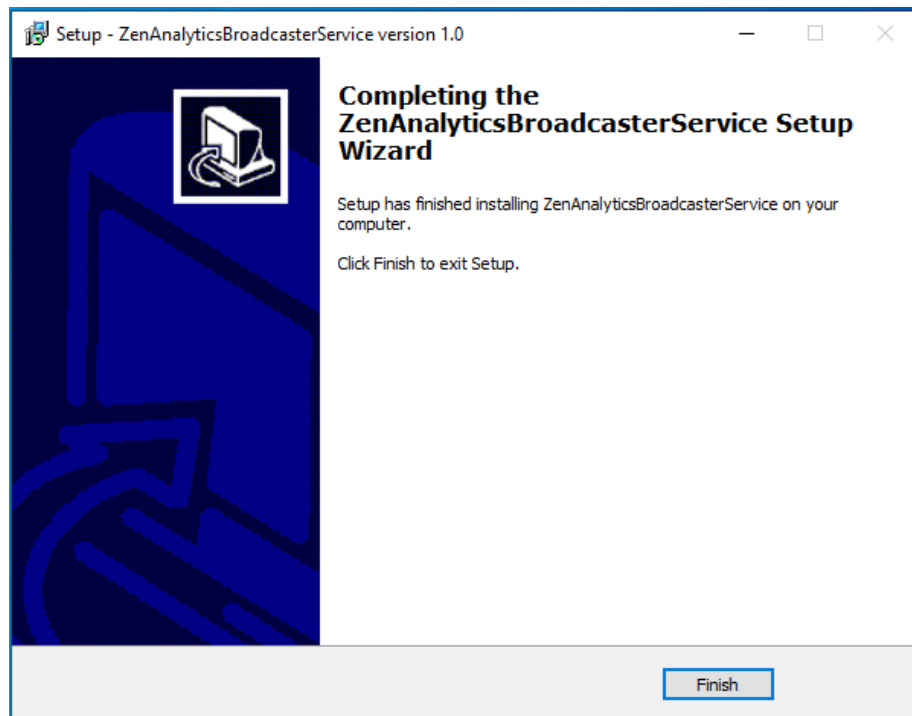 Setup - ZenAnalyticsBroadcasterService version 1.0
Completing the
ZenAnalyticsBroadcasterService Setup
Wizard
Setup has finished installing ZenAnalyticsBroadcasterService on your
computer.
Click Finish to exit Setup.
Finish